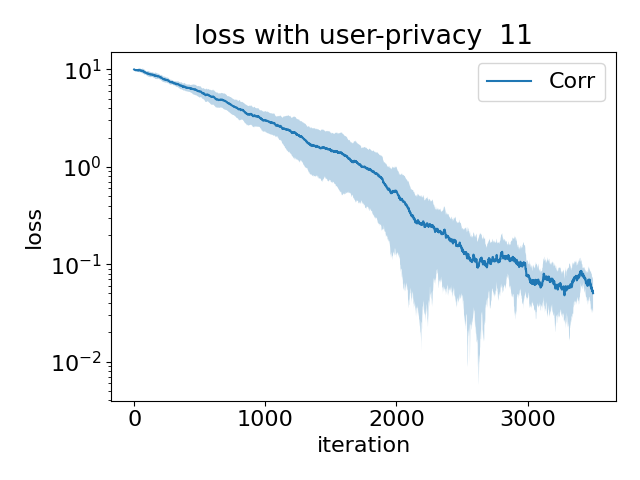 loss with user-privacy  11
Corr
10¹
10⁰
10⁻¹
10⁻²
loss
0 1000 2000 3000
iteration